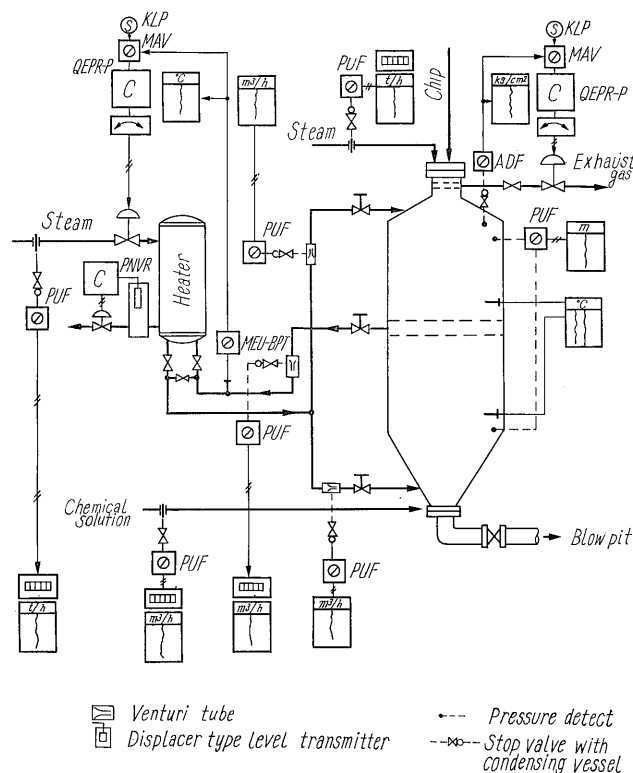 S KLP
MAV
QEPR-P
C
°C
m3/h
PUF
t/h
Chip
kg/cm2
S KLP
MAV
C
QEPR-P
Steam
ADF
Exhaust
gas
Steam
PUF
PUF
m
C
PNVR
Heater
PUF
°C
MEU-BPT
PUF
Chemical
solution
PUF
PUF
Blow pit
t/h
m3/h
m3/h
m3/h
Venturi tube
Displacer type level transmitter
Pressure detect
Stop valve with
condensing vessel